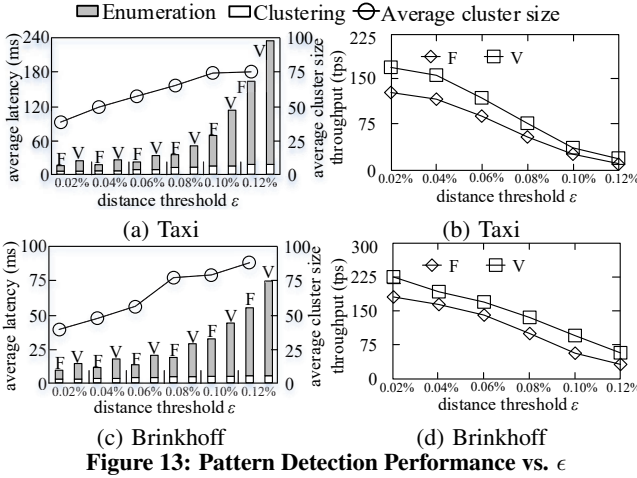 Enumeration Clustering Average cluster size
average latency (ms)
240
180
120
60
0
F V F V F V F V F V F V
100
75
50
25
0
average cluster size
0.02% 0.04% 0.06% 0.08% 0.10% 0.12%
distance threshold ε
(a) Taxi
throughput (tps)
225
150
75
0
F V
0.02% 0.04% 0.06% 0.08% 0.10% 0.12%
distance threshold ε
(b) Taxi
average latency (ms)
100
75
50
25
0
F V F V F V F V F V F V
100
75
50
25
0
average cluster size
0.02% 0.04% 0.06% 0.08% 0.10% 0.12%
distance threshold ε
(c) Brinkhoff
throughput (tps)
300
225
150
75
0
F V
0.02% 0.04% 0.06% 0.08% 0.10% 0.12%
distance threshold ε
(d) Brinkhoff
Figure 13: Pattern Detection Performance vs. ϵ